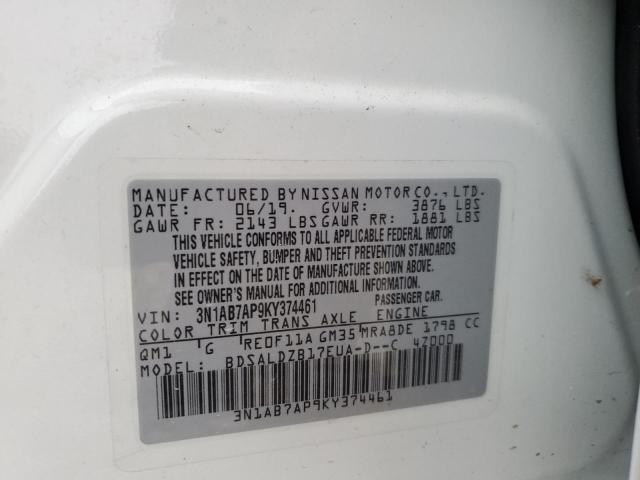 MANUFACTURED BY NISSAN MOTOR CO., LTD.
DATE: 06/19. GVWR: 3876 LBS
GAWR FR: 2143 LBS GAWR RR: 1881 LBS
THIS VEHICLE CONFORMS TO ALL APPLICABLE FEDERAL MOTOR
VEHICLE SAFETY, BUMPER AND THEFT PREVENTION STANDARDS
IN EFFECT ON THE DATE OF MANUFACTURE SHOWN ABOVE.
SEE OWNER'S MANUAL FOR ADDITIONAL INFORMATION.
VIN: 3N1AB7AP9KY374461 PASSENGER CAR.
COLOR TRIM TRANS AXLE ENGINE
QM1 G RE0F11A GM35 MRA8DE 1798 CC
MODEL: BDSALDZB17EUA-D--C 4Z000
3N1AB7AP9KY374461